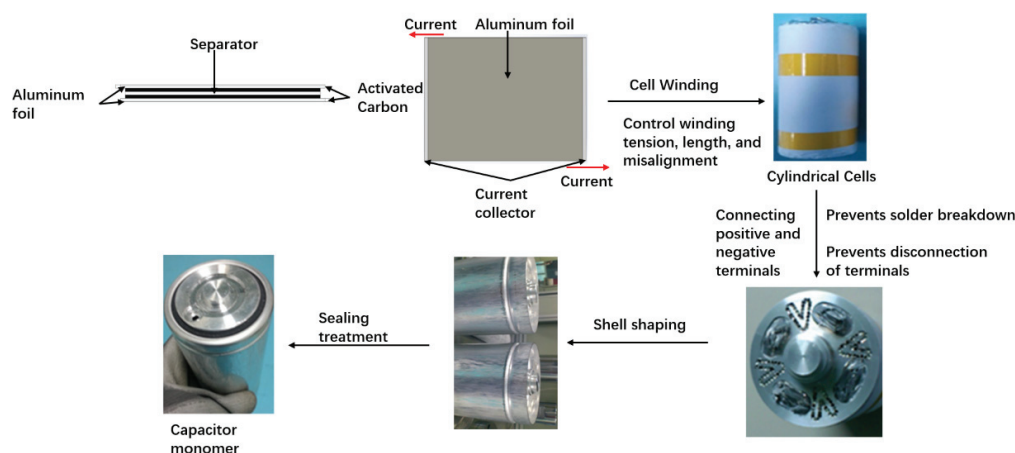 Separator
Aluminum
foil
Activated
Carbon
Current
Aluminum foil
Current
collector
Current
Cell Winding
Control winding
tension, length, and
misalignment
Cylindrical Cells
Connecting
positive and
negative
terminals
Prevents solder breakdown
Prevents disconnection
of terminals
Shell shaping
Sealing
treatment
Capacitor
monomer